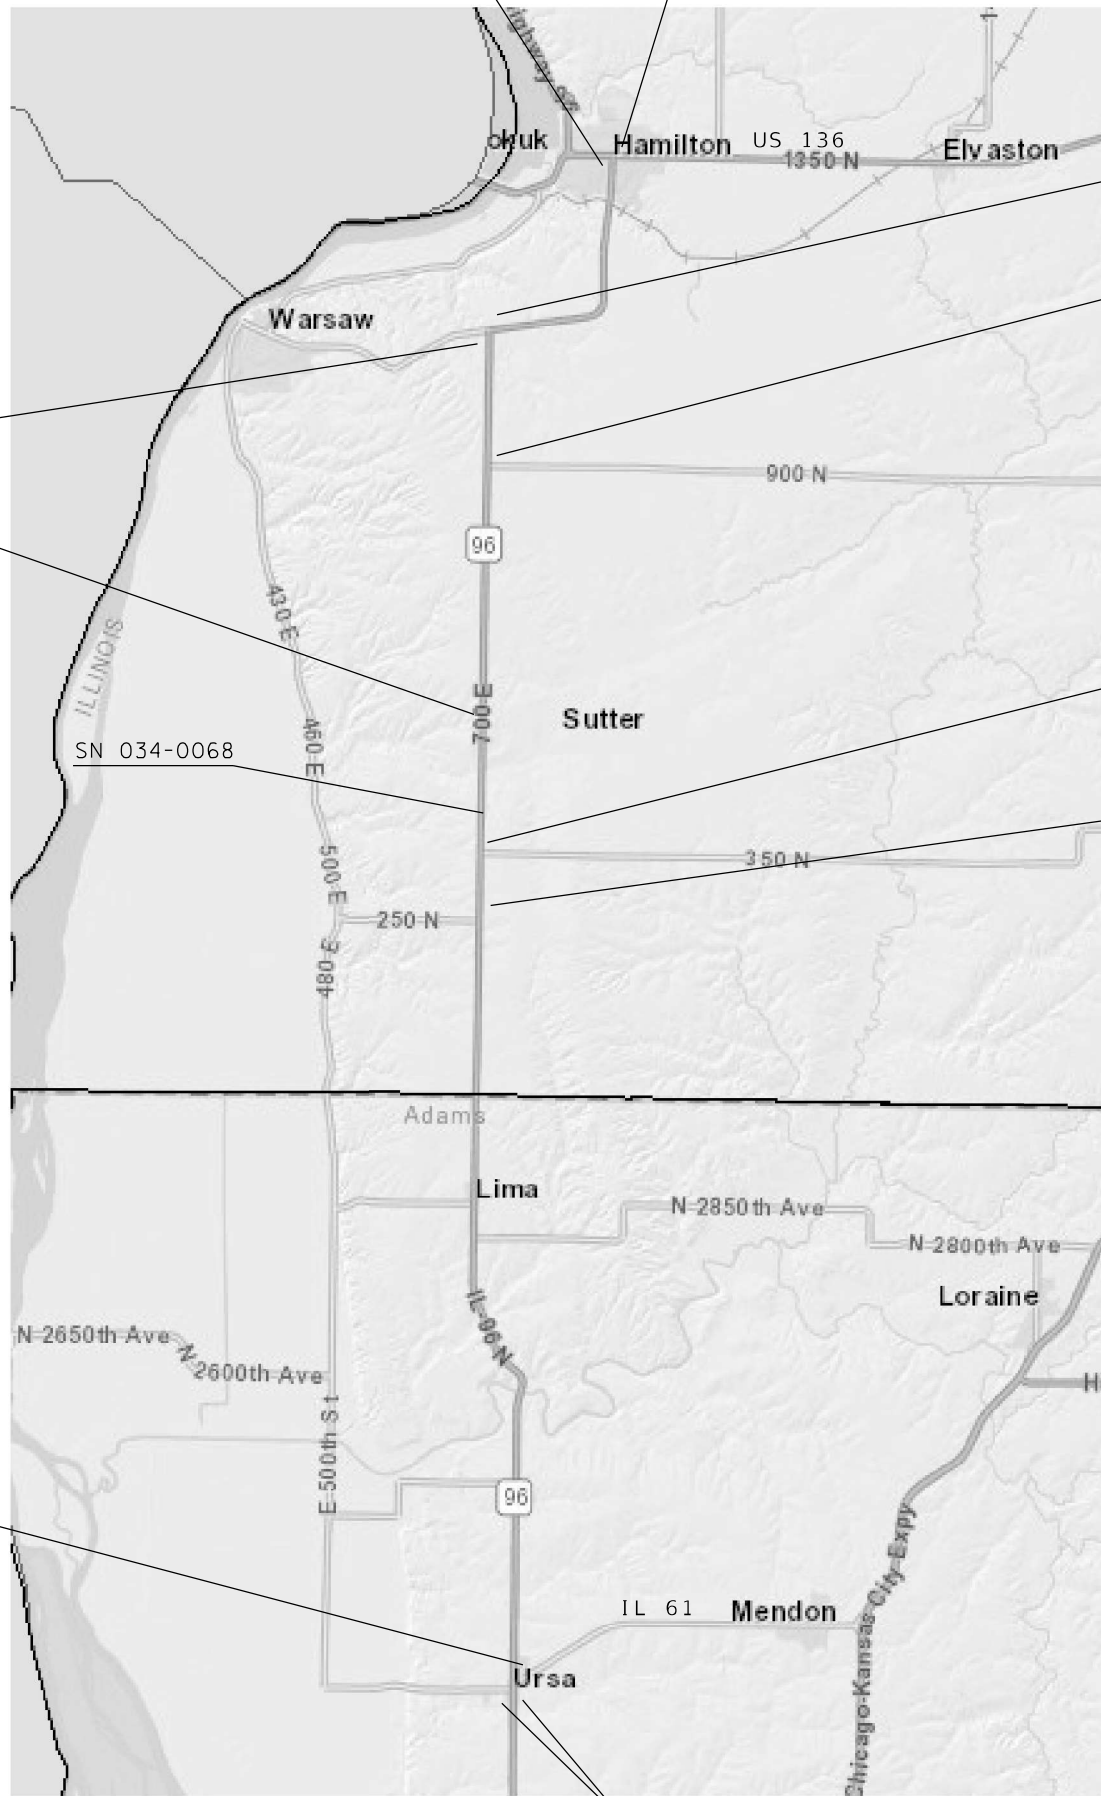 ighway 9
okuk
Hamilton
US 136
1350 N
Elvaston
Warsaw
900 N
96
430 E
ILLINOIS
700 E
Sutter
460 E
SN 034-0068
350 N
500 E
250 N
480 E
Adams
Lima
N 2850th Ave
N 2800th Ave
Loraine
IL-96 N
N 2650th Ave
N 2600th Ave
H
E 500th St
96
Chicago-Kansas City Expy
IL 61
Mendon
Ursa